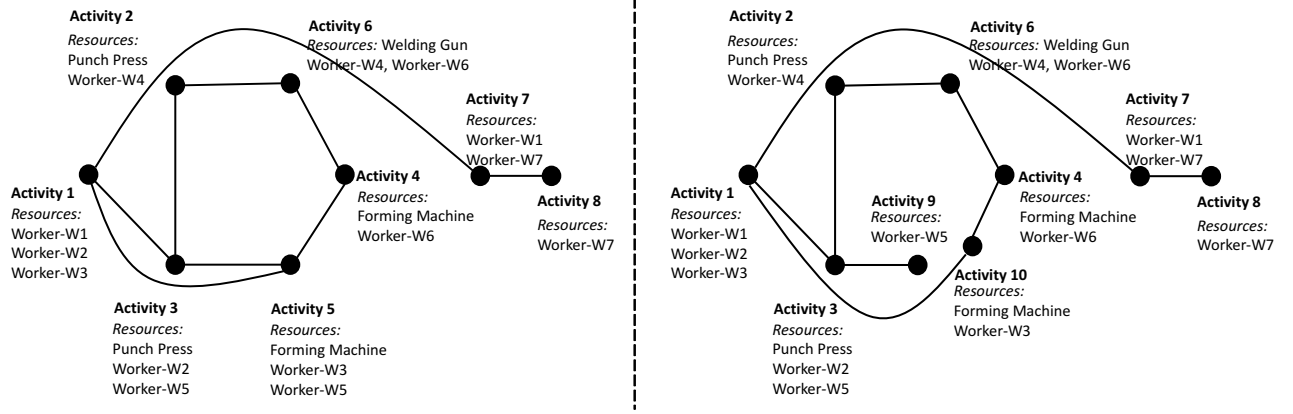 Activity 2
Resources:
Punch Press
Worker-W4
Activity 6
Resources: Welding Gun
Worker-W4, Worker-W6
Activity 7
Resources:
Worker-W1
Worker-W7
Activity 1
Resources:
Worker-W1
Worker-W2
Worker-W3
Activity 4
Resources:
Forming Machine
Worker-W6
Activity 8
Resources:
Worker-W7
Activity 3
Resources:
Punch Press
Worker-W2
Worker-W5
Activity 5
Resources:
Forming Machine
Worker-W3
Worker-W5
Activity 2
Resources:
Punch Press
Worker-W4
Activity 6
Resources: Welding Gun
Worker-W4, Worker-W6
Activity 7
Resources:
Worker-W1
Worker-W7
Activity 1
Resources:
Worker-W1
Worker-W2
Worker-W3
Activity 9
Resources:
Worker-W5
Activity 4
Resources:
Forming Machine
Worker-W6
Activity 8
Resources:
Worker-W7
Activity 10
Resources:
Forming Machine
Worker-W3
Activity 3
Resources:
Punch Press
Worker-W2
Worker-W5